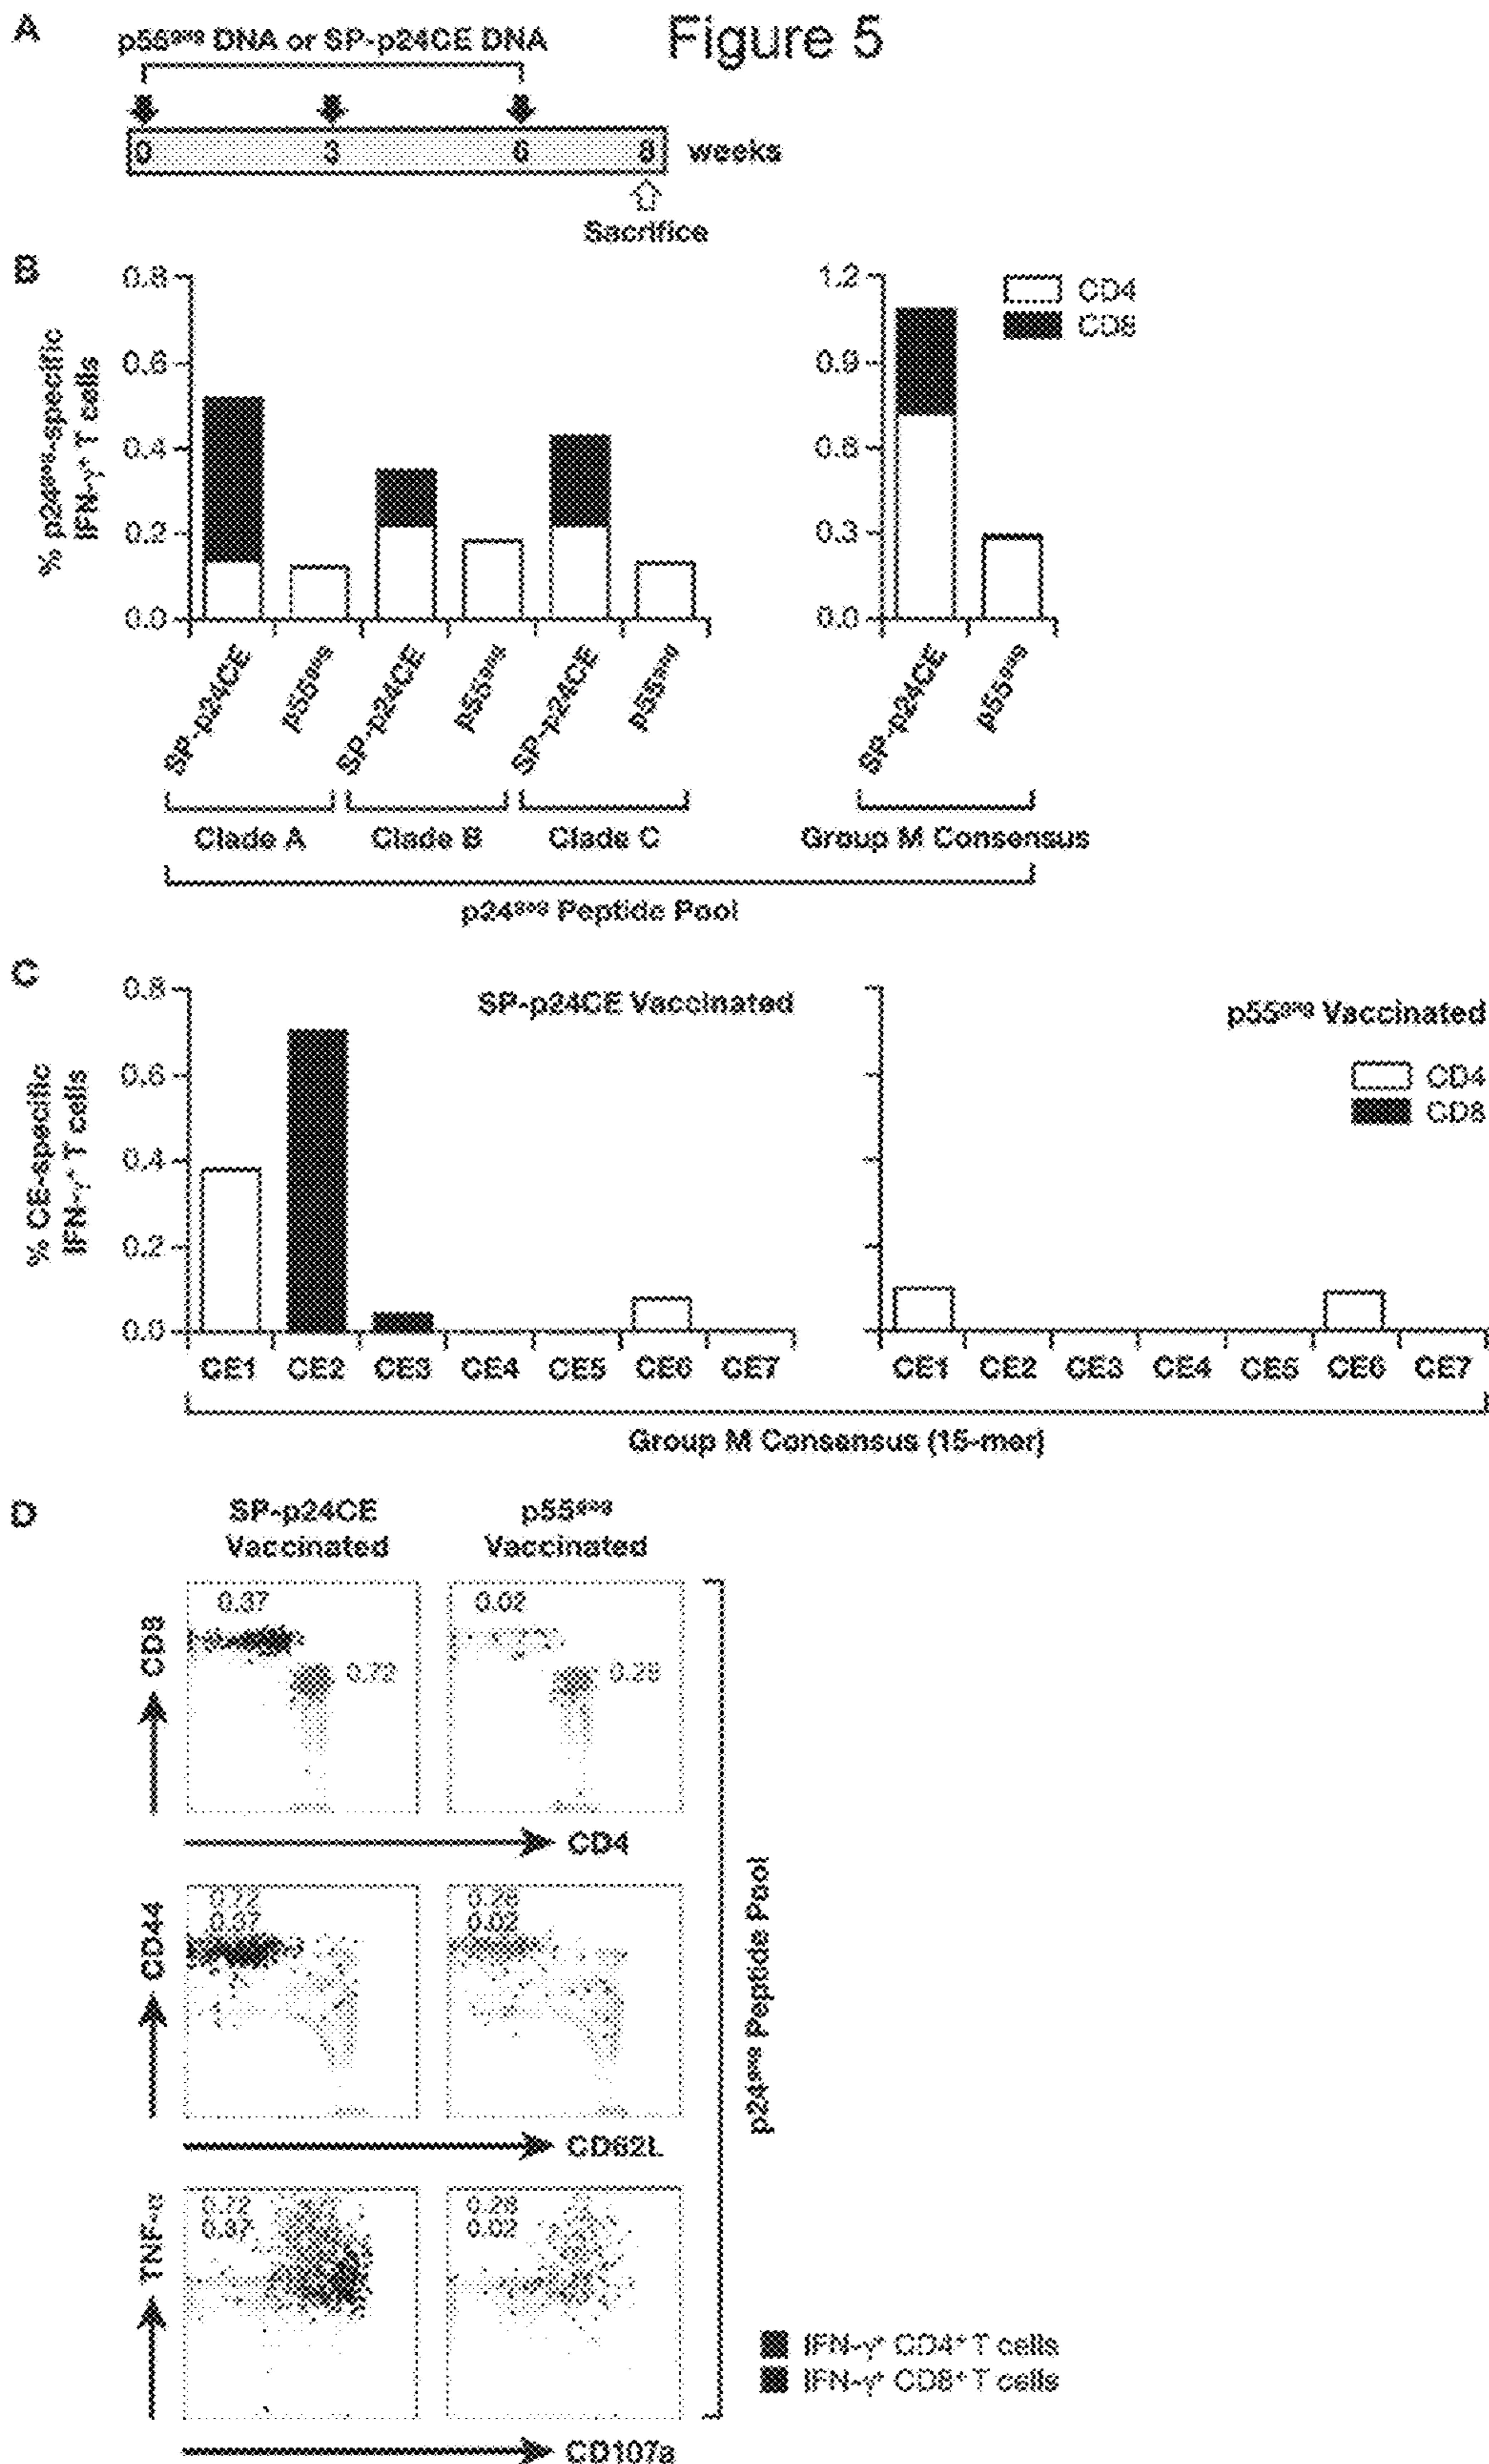 Figure 5
A
p55gag DNA or SP-p24CE DNA
0 3 6 8 weeks
Sacrifice
B
% p24gag-specific
IFN-γ+ T cells
0.8
0.6
0.4
0.2
0.0
1.2
0.9
0.6
0.3
0.0
CD4
CD8
SP-p24CE
p55gag
SP-p24CE
p55gag
SP-p24CE
p55gag
SP-p24CE
p55gag
Clade A
Clade B
Clade C
Group M Consensus
p24gag Peptide Pool
C
% CE-specific
IFN-γ+ T cells
0.8
0.6
0.4
0.2
0.0
SP-p24CE Vaccinated
p55gag Vaccinated
CD4
CD8
CE1 CE2 CE3 CE4 CE5 CE6 CE7
CE1 CE2 CE3 CE4 CE5 CE6 CE7
Group M Consensus (15-mer)
D
SP-p24CE
Vaccinated
p55gag
Vaccinated
CD8
0.37
0.72
0.02
0.28
CD4
CD44
0.72
0.37
0.28
0.02
CD62L
TNF-α
0.72
0.37
0.28
0.02
CD107a
p24gag Peptide Pool
IFN-γ+ CD4+ T cells
IFN-γ+ CD8+ T cells